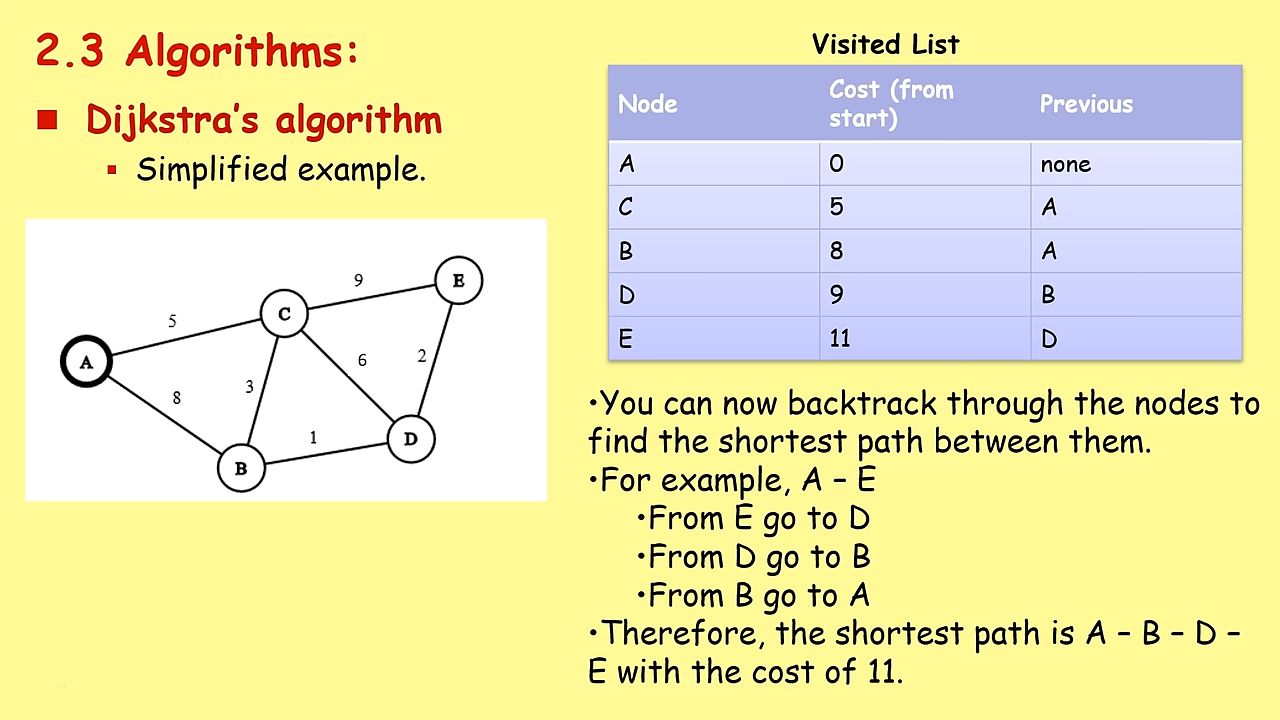 2.3 Algorithms:
■ Dijkstra's algorithm
▪ Simplified example.
A
B
C
D
E
5
8
3
9
6
2
1
Visited List
Node Cost (from start) Previous
A 0 none
C 5 A
B 8 A
D 9 B
E 11 D
•You can now backtrack through the nodes to
find the shortest path between them.
•For example, A – E
•From E go to D
•From D go to B
•From B go to A
•Therefore, the shortest path is A – B – D –
E with the cost of 11.